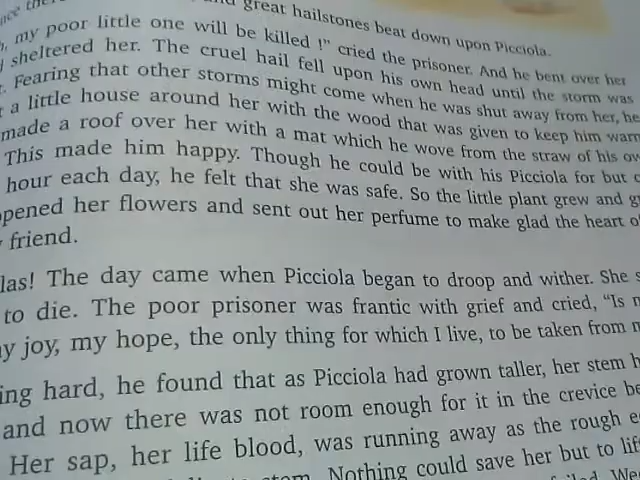 great hailstones beat down upon Picciola.
my poor little one will be killed !" cried the prisoner. And he bent over her
sheltered her. The cruel hail fell upon his own head until the storm was
Fearing that other storms might come when he was shut away from her, he
a little house around her with the wood that was given to keep him warm
made a roof over her with a mat which he wove from the straw of his
This made him happy. Though he could be with his Picciola for but
hour each day, he felt that she was safe. So the little plant grew and
opened her flowers and sent out her perfume to make glad the heart
friend.
las! The day came when Picciola began to droop and wither. She
to die. The poor prisoner was frantic with grief and cried, "Is
joy, my hope, the only thing for which I live, to be taken from
ing hard, he found that as Picciola had grown taller, her stem
and now there was not room enough for it in the crevice
Her sap, her life blood, was running away as the rough
Nothing could save her but to